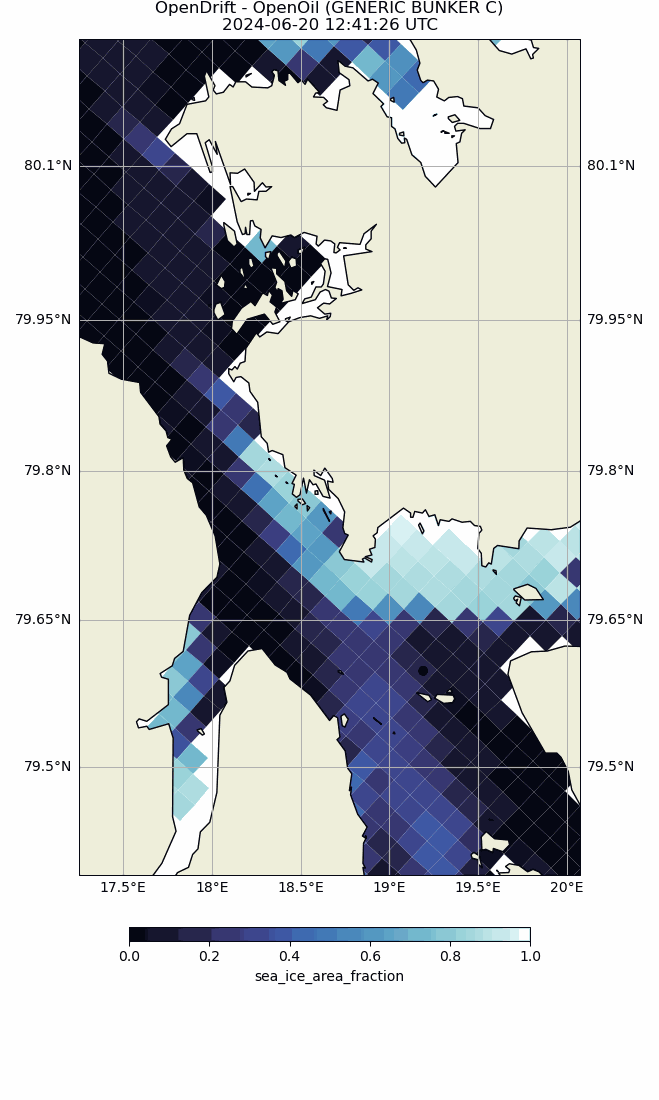 OpenDrift - OpenOil (GENERIC BUNKER C)
2024-06-20 12:41:26 UTC
80.1°N 80.1°N
79.95°N 79.95°N
79.8°N 79.8°N
79.65°N 79.65°N
79.5°N 79.5°N
17.5°E 18°E 18.5°E 19°E 19.5°E 20°E
0.0 0.2 0.4 0.6 0.8 1.0
sea_ice_area_fraction